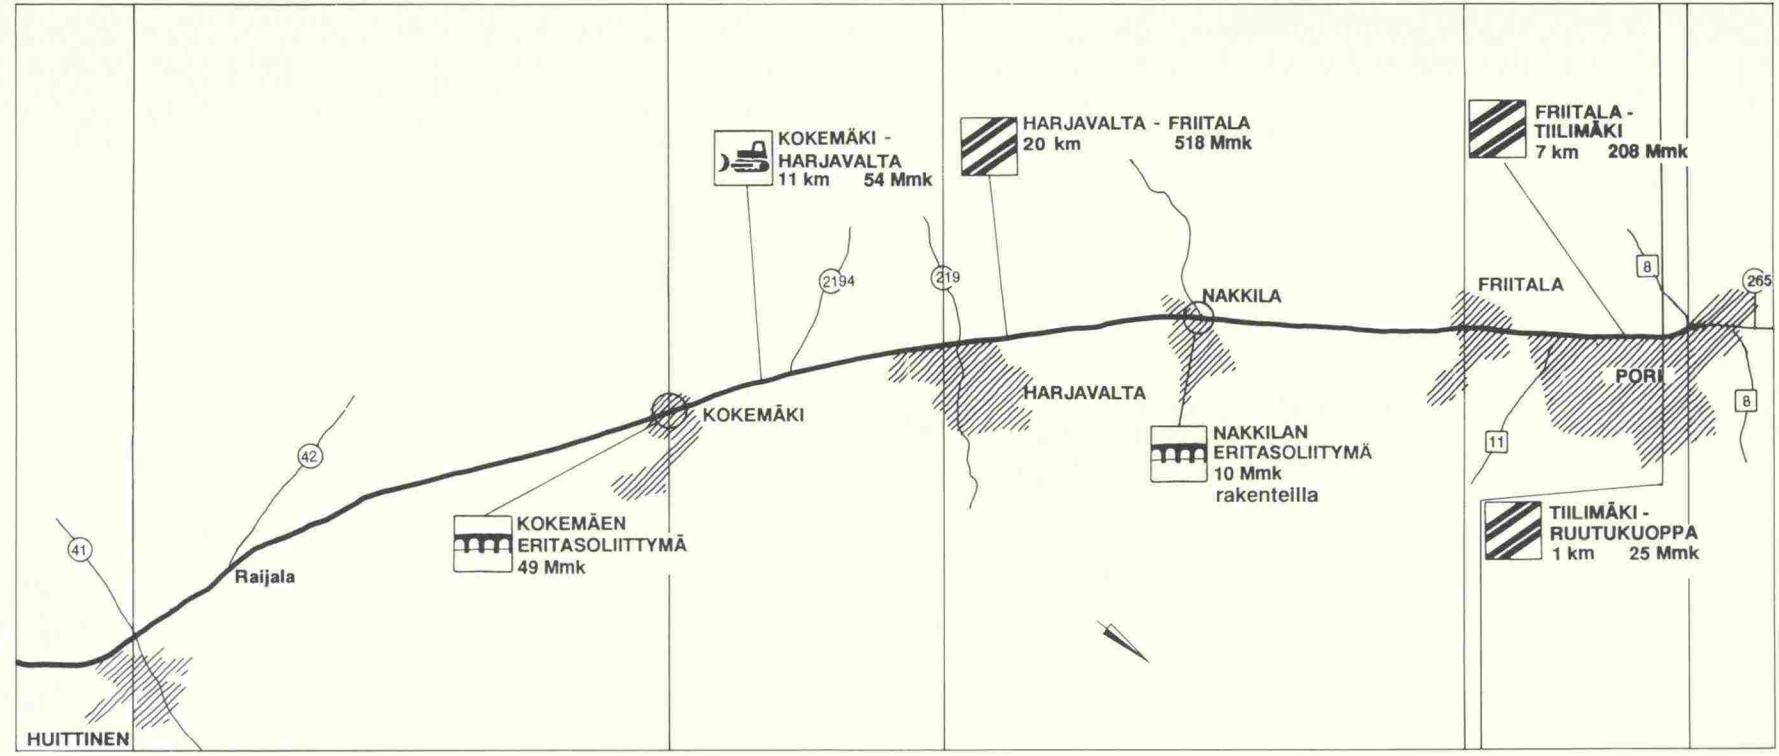 KOKEMÄKI -
HARJAVALTA
11 km 54 Mmk
HARJAVALTA - FRIITALA
20 km 518 Mmk
FRIITALA -
TIILIMÄKI
7 km 208 Mmk
2194
219
8
265
FRIITALA
NAKKILA
PORI
HARJAVALTA
8
KOKEMÄKI
42
11
NAKKILAN
ERITASOLIITYMÄ
10 Mmk
rakenteilla
KOKEMÄEN
ERITASOLIITTYMÄ
49 Mmk
TIILIMÄKI -
RUUTUKUOPPA
1 km 25 Mmk
41
Raijala
HUITTINEN